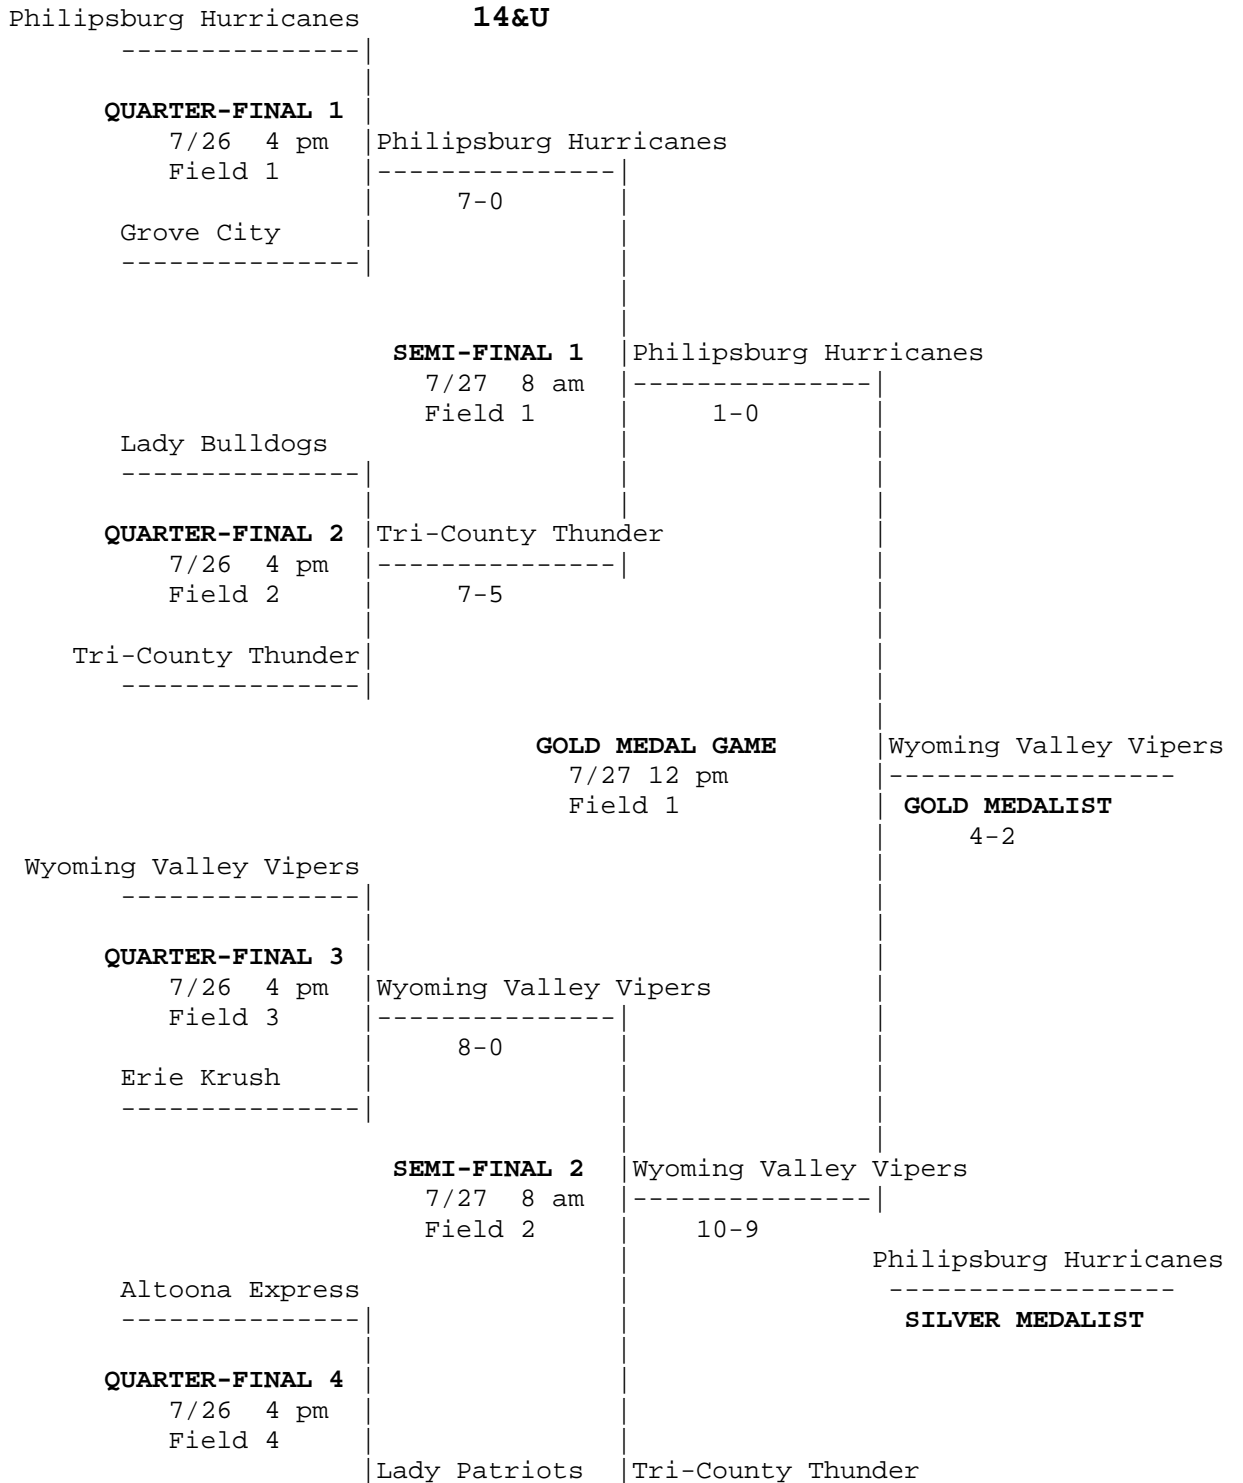 Philipsburg Hurricanes 14&U
---------------|
|
QUARTER-FINAL 1 |
7/26 4 pm |Philipsburg Hurricanes
Field 1 |---------------|
| 7-0 |
Grove City | |
---------------| |
|
|
SEMI-FINAL 1 |Philipsburg Hurricanes
7/27 8 am |---------------|
Field 1 | 1-0 |
Lady Bulldogs | |
---------------| | |
| | |
QUARTER-FINAL 2 |Tri-County Thunder |
7/26 4 pm |---------------| |
Field 2 | 7-5 |
| |
Tri-County Thunder| |
---------------| |
|
GOLD MEDAL GAME |Wyoming Valley Vipers
7/27 12 pm |------------------
Field 1 | GOLD MEDALIST
| 4-2
Wyoming Valley Vipers |
---------------| |
| |
QUARTER-FINAL 3 | |
7/26 4 pm |Wyoming Valley Vipers |
Field 3 |---------------| |
| 8-0 | |
Erie Krush | | |
---------------| | |
| |
SEMI-FINAL 2 |Wyoming Valley Vipers
7/27 8 am |---------------|
Field 2 | 10-9
| Philipsburg Hurricanes
Altoona Express | ------------------
---------------| | SILVER MEDALIST
| |
QUARTER-FINAL 4 | |
7/26 4 pm | |
Field 4 | |
|Lady Patriots |Tri-County Thunder